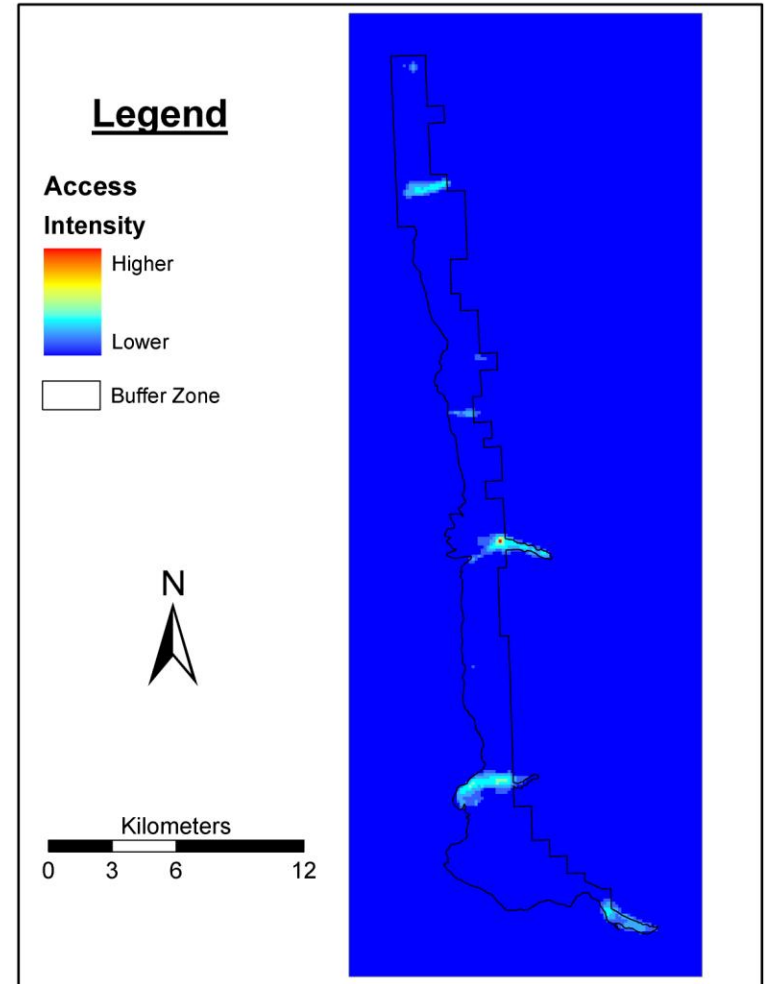 Legend
Access
Intensity
Higher
Lower
Buffer Zone
N
Kilometers
0 3 6 12